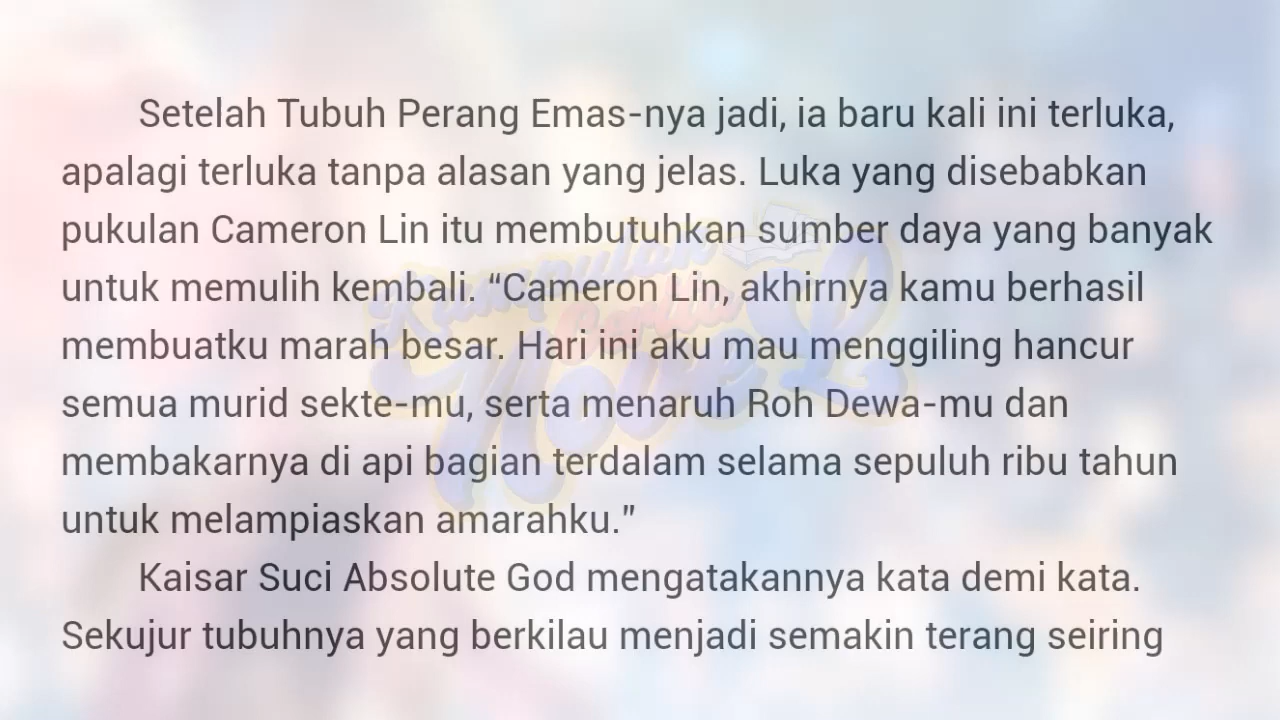 Setelah Tubuh Perang Emas-nya jadi, ia baru kali ini terluka,
apalagi terluka tanpa alasan yang jelas. Luka yang disebabkan
pukulan Cameron Lin itu membutuhkan sumber daya yang banyak
untuk memulih kembali. “Cameron Lin, akhirnya kamu berhasil
membuatku marah besar. Hari ini aku mau menggiling hancur
semua murid sekte-mu, serta menaruh Roh Dewa-mu dan
membakarnya di api bagian terdalam selama sepuluh ribu tahun
untuk melampiaskan amarahku.”
Kaisar Suci Absolute God mengatakannya kata demi kata.
Sekujur tubuhnya yang berkilau menjadi semakin terang seiring
Kumpulan
Cerita
Novel